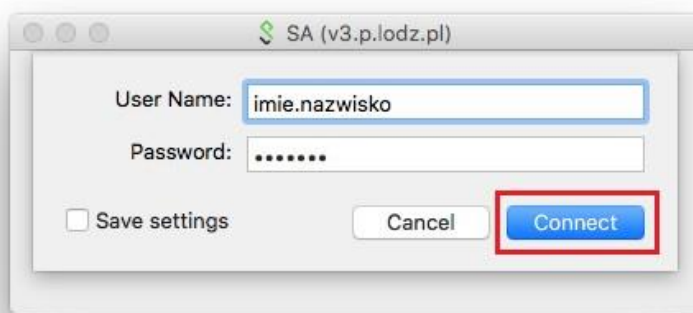 SA (v3.p.lodz.pl)
User Name: imie.nazwisko
Password: •••••••
Save settings
Cancel
Connect